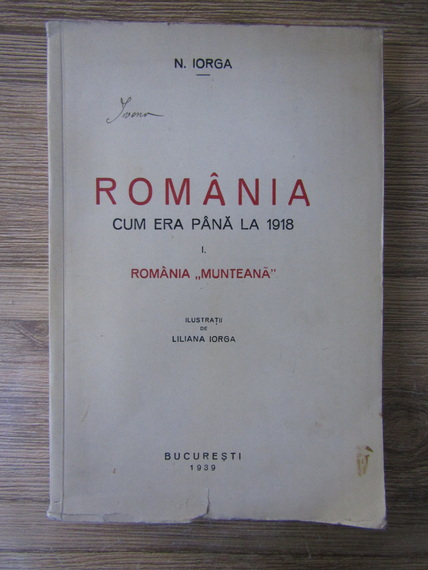 N. IORGA
ROMÂNIA
CUM ERA PÂNĂ LA 1918
I.
ROMÂNIA „MUNTEANĂ”
ILUSTRAȚII
DE
LILIANA IORGA
BUCUREȘTI
1939